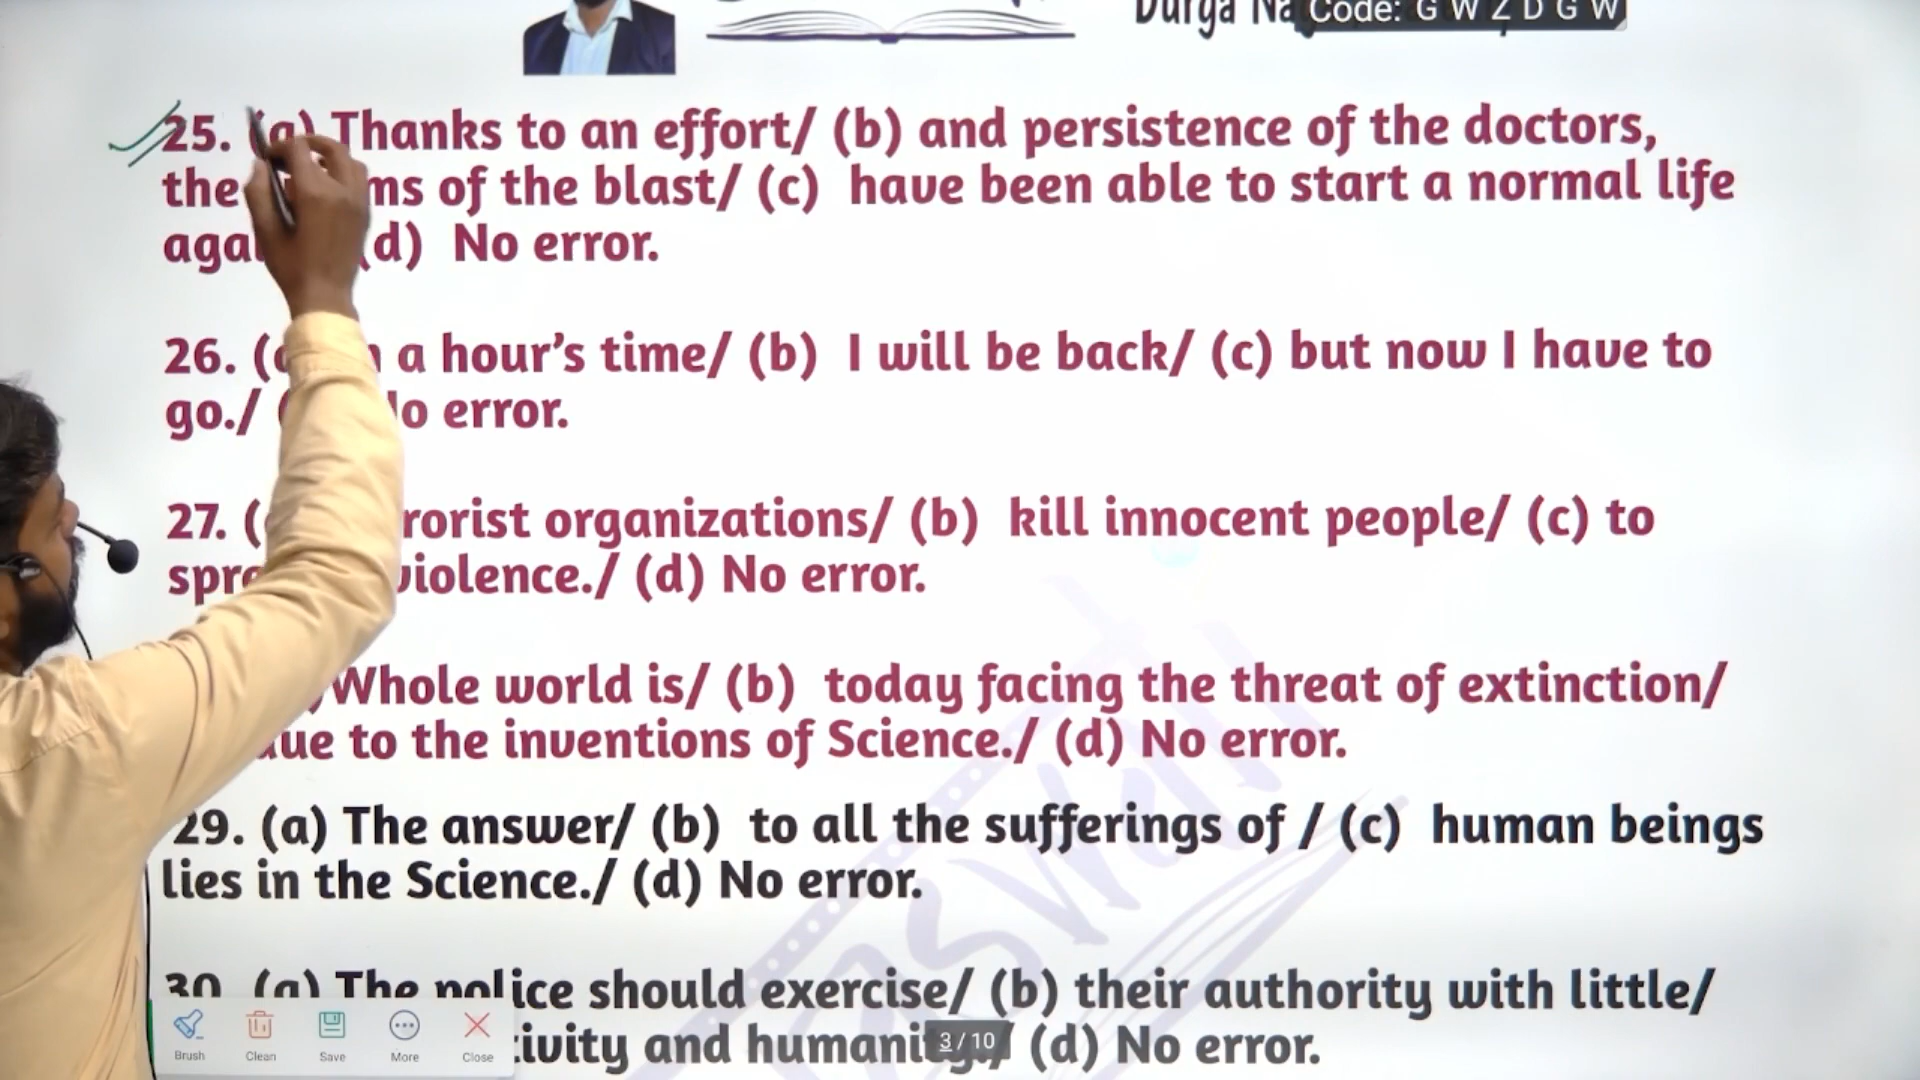 Durga Na Code: G W Z D G W
25. (a) Thanks to an effort/ (b) and persistence of the doctors,
the ms of the blast/ (c) have been able to start a normal life
aga d) No error.
26. ( a hour’s time/ (b) I will be back/ (c) but now I have to
go./ o error.
27. ( rorist organizations/ (b) kill innocent people/ (c) to
spre violence./ (d) No error.
Whole world is/ (b) today facing the threat of extinction/
due to the inventions of Science./ (d) No error.
29. (a) The answer/ (b) to all the sufferings of / (c) human beings
lies in the Science./ (d) No error.
30. (a) The police should exercise/ (b) their authority with little/
tivity and humanity./ (d) No error.
3/10
Brush Clean Save More Close